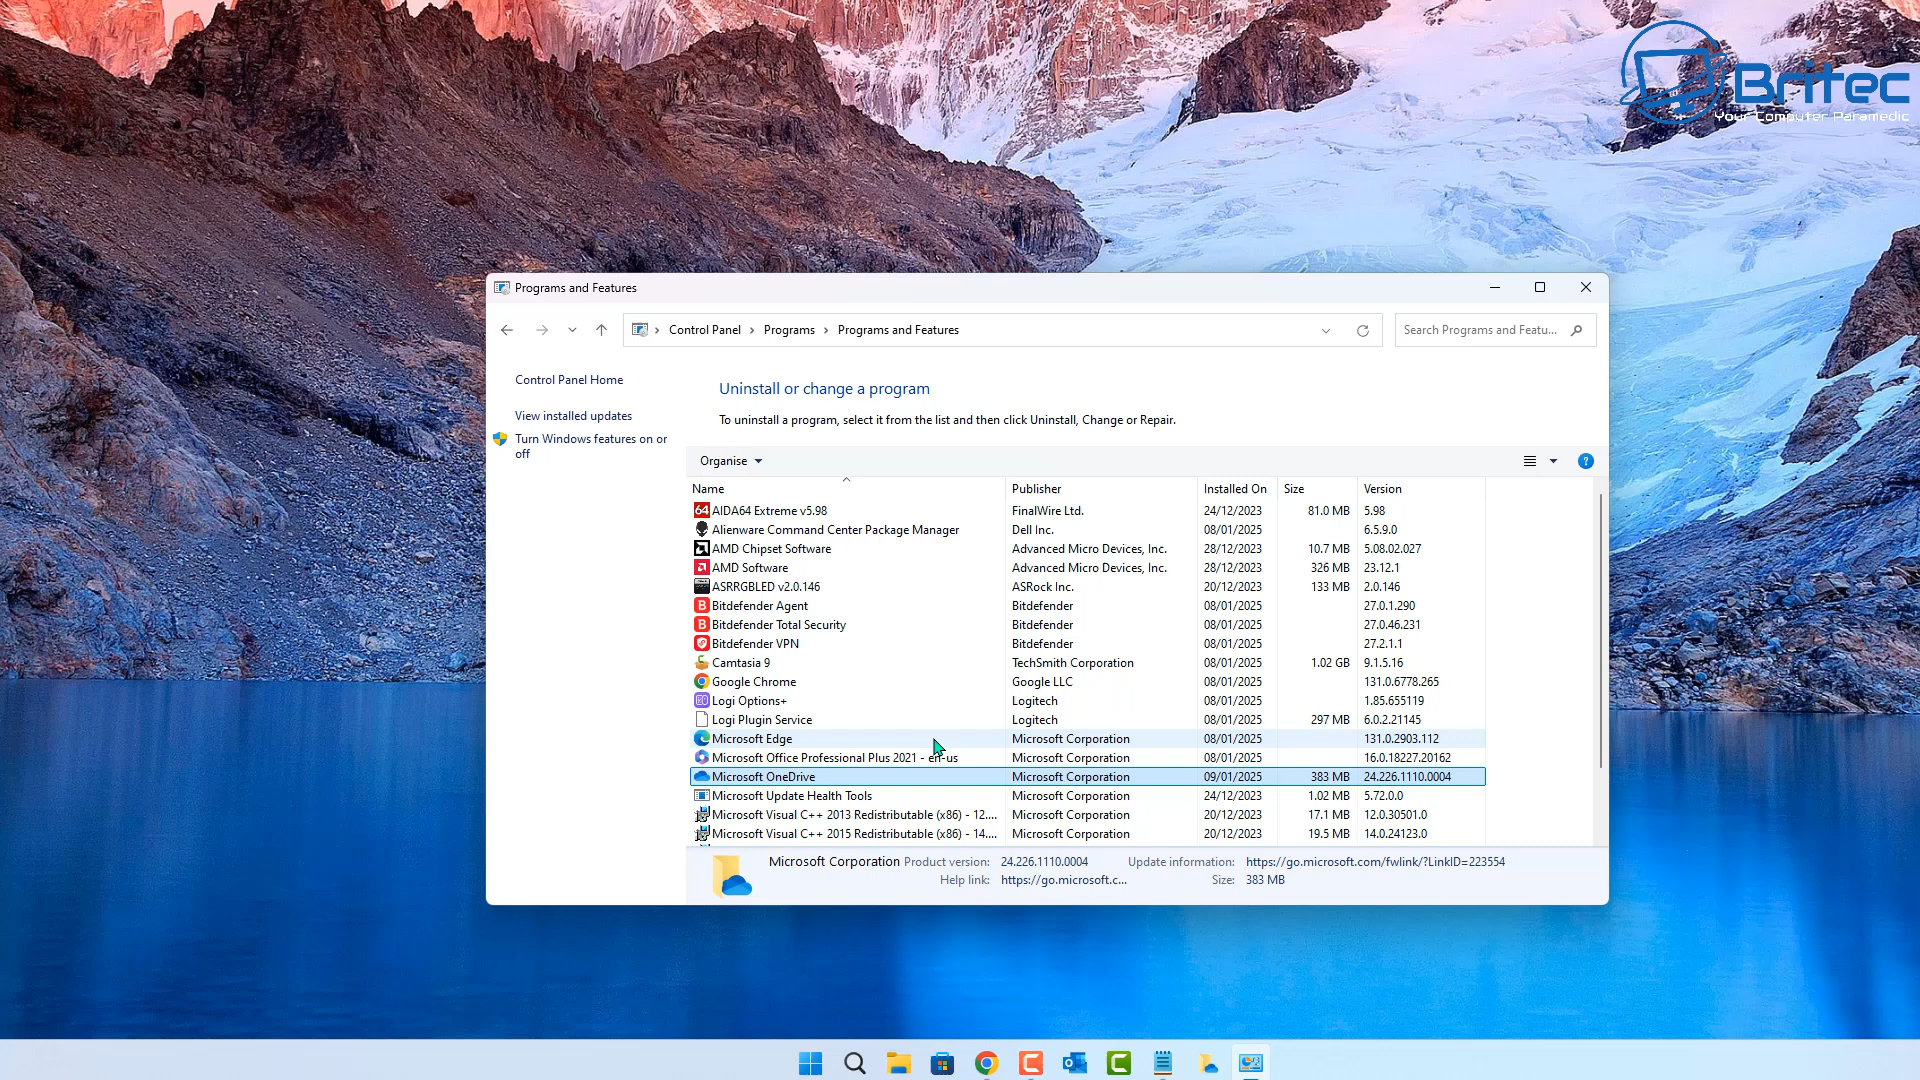 Britec
Your Computer Paramedic
Programs and Features
Control Panel Programs Programs and Features
Search Programs and Featu...
Control Panel Home
View installed updates
Turn Windows features on or
off
Uninstall or change a program
To uninstall a program, select it from the list and then click Uninstall, Change or Repair.
Organise
Name Publisher Installed On Size Version
64 AIDA64 Extreme v5.98 FinalWire Ltd. 24/12/2023 81.0 MB 5.98
Alienware Command Center Package Manager Dell Inc. 08/01/2025 6.5.9.0
AMD Chipset Software Advanced Micro Devices, Inc. 28/12/2023 10.7 MB 5.08.02.027
AMD Software Advanced Micro Devices, Inc. 28/12/2023 326 MB 23.12.1
ASRRGBLED v2.0.146 ASRock Inc. 20/12/2023 133 MB 2.0.146
B Bitdefender Agent Bitdefender 08/01/2025 27.0.1.290
B Bitdefender Total Security Bitdefender 08/01/2025 27.0.46.231
Bitdefender VPN Bitdefender 08/01/2025 27.2.1.1
Camtasia 9 TechSmith Corporation 08/01/2025 1.02 GB 9.1.5.16
Google Chrome Google LLC 08/01/2025 131.0.6778.265
Logi Options+ Logitech 08/01/2025 1.85.655119
Logi Plugin Service Logitech 08/01/2025 297 MB 6.0.2.21145
Microsoft Edge Microsoft Corporation 08/01/2025 131.0.2903.112
Microsoft Office Professional Plus 2021 - en-us Microsoft Corporation 08/01/2025 16.0.18227.20162
Microsoft OneDrive Microsoft Corporation 09/01/2025 383 MB 24.226.1110.0004
Microsoft Update Health Tools Microsoft Corporation 24/12/2023 1.02 MB 5.72.0.0
Microsoft Visual C++ 2013 Redistributable (x86) - 12.... Microsoft Corporation 20/12/2023 17.1 MB 12.0.30501.0
Microsoft Visual C++ 2015 Redistributable (x86) - 14.... Microsoft Corporation 20/12/2023 19.5 MB 14.0.24123.0
Microsoft Corporation Product version: 24.226.1110.0004 Update information: https://go.microsoft.com/fwlink/?LinkID=223554
Help link: https://go.microsoft.c... Size: 383 MB